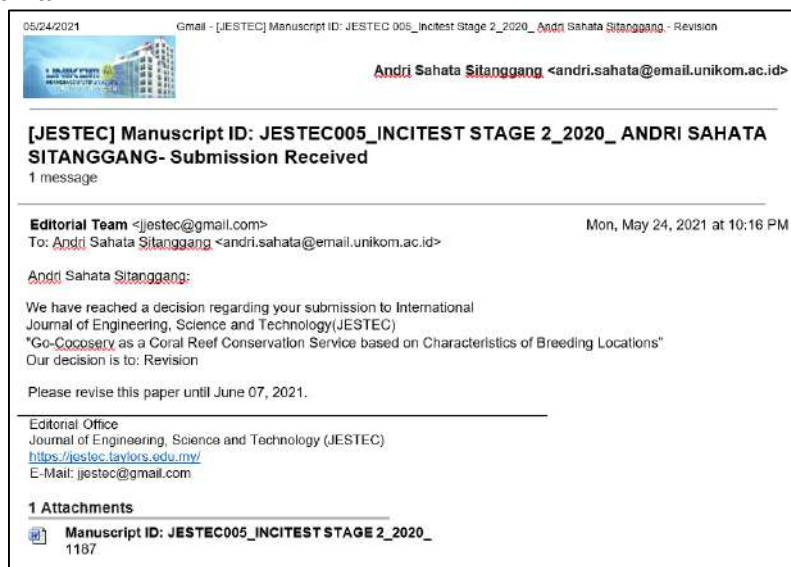 05/24/2021 Gmail - [JESTEC] Manuscript ID: JESTEC 005_Incitest Stage 2_2020_ Andri Sahata Sitanggang - Revision
Andri Sahata Sitanggang <andri.sahata@email.unikom.ac.id>
[JESTEC] Manuscript ID: JESTEC005_INCITEST STAGE 2_2020_ ANDRI SAHATA
SITANGGANG- Submission Received
1 message
Editorial Team <jjestec@gmail.com> Mon, May 24, 2021 at 10:16 PM
To: Andri Sahata Sitanggang <andri.sahata@email.unikom.ac.id>
Andri Sahata Sitanggang:
We have reached a decision regarding your submission to International
Journal of Engineering, Science and Technology(JESTEC)
"Go-Cocoserv as a Coral Reef Conservation Service based on Characteristics of Breeding Locations"
Our decision is to: Revision
Please revise this paper until June 07, 2021.
Editorial Office
Journal of Engineering, Science and Technology (JESTEC)
https://jestec.taylors.edu.my/
E-Mail: jjestec@gmail.com
1 Attachments
Manuscript ID: JESTEC005_INCITEST STAGE 2_2020_
1187